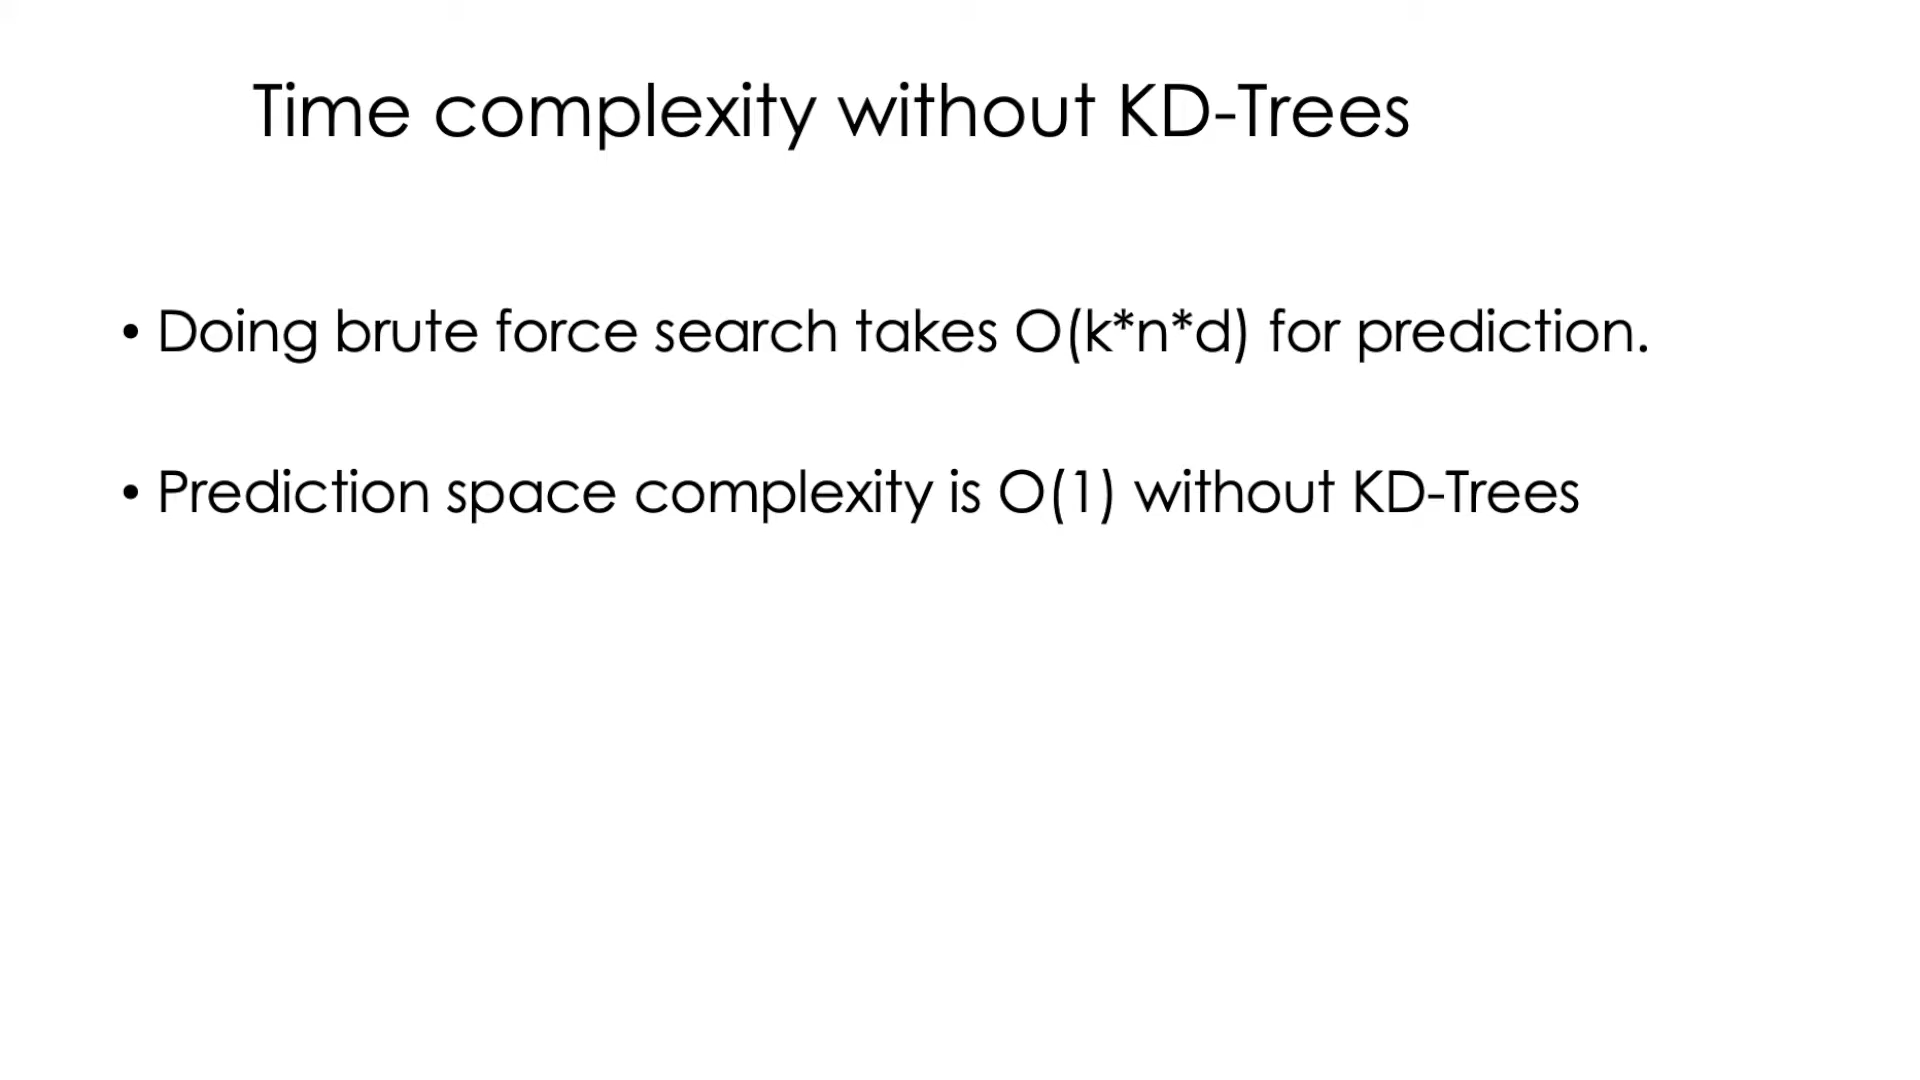 Time complexity without KD-Trees
• Doing brute force search takes O(k*n*d) for prediction.
• Prediction space complexity is O(1) without KD-Trees